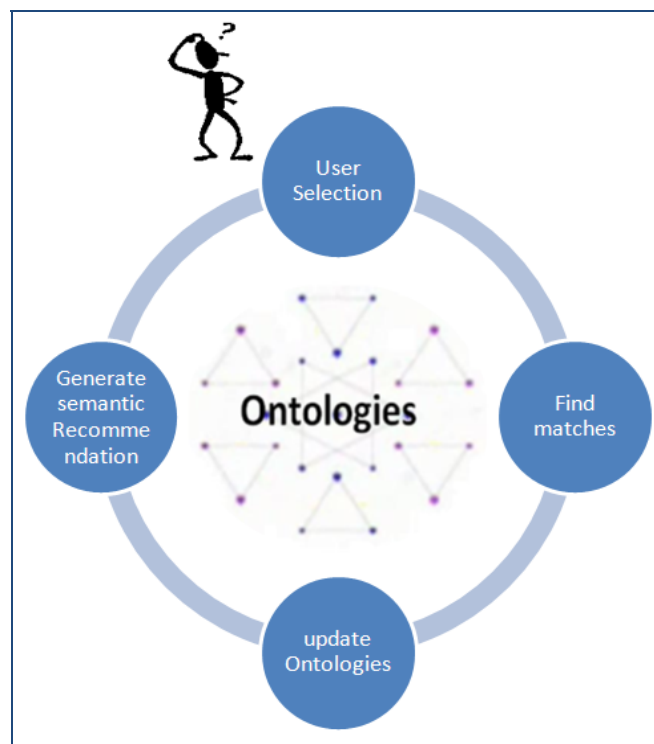 ?
User
Selection
Generate
semantic
Recomme
ndation
Ontologies
Find
matches
update
Ontologies